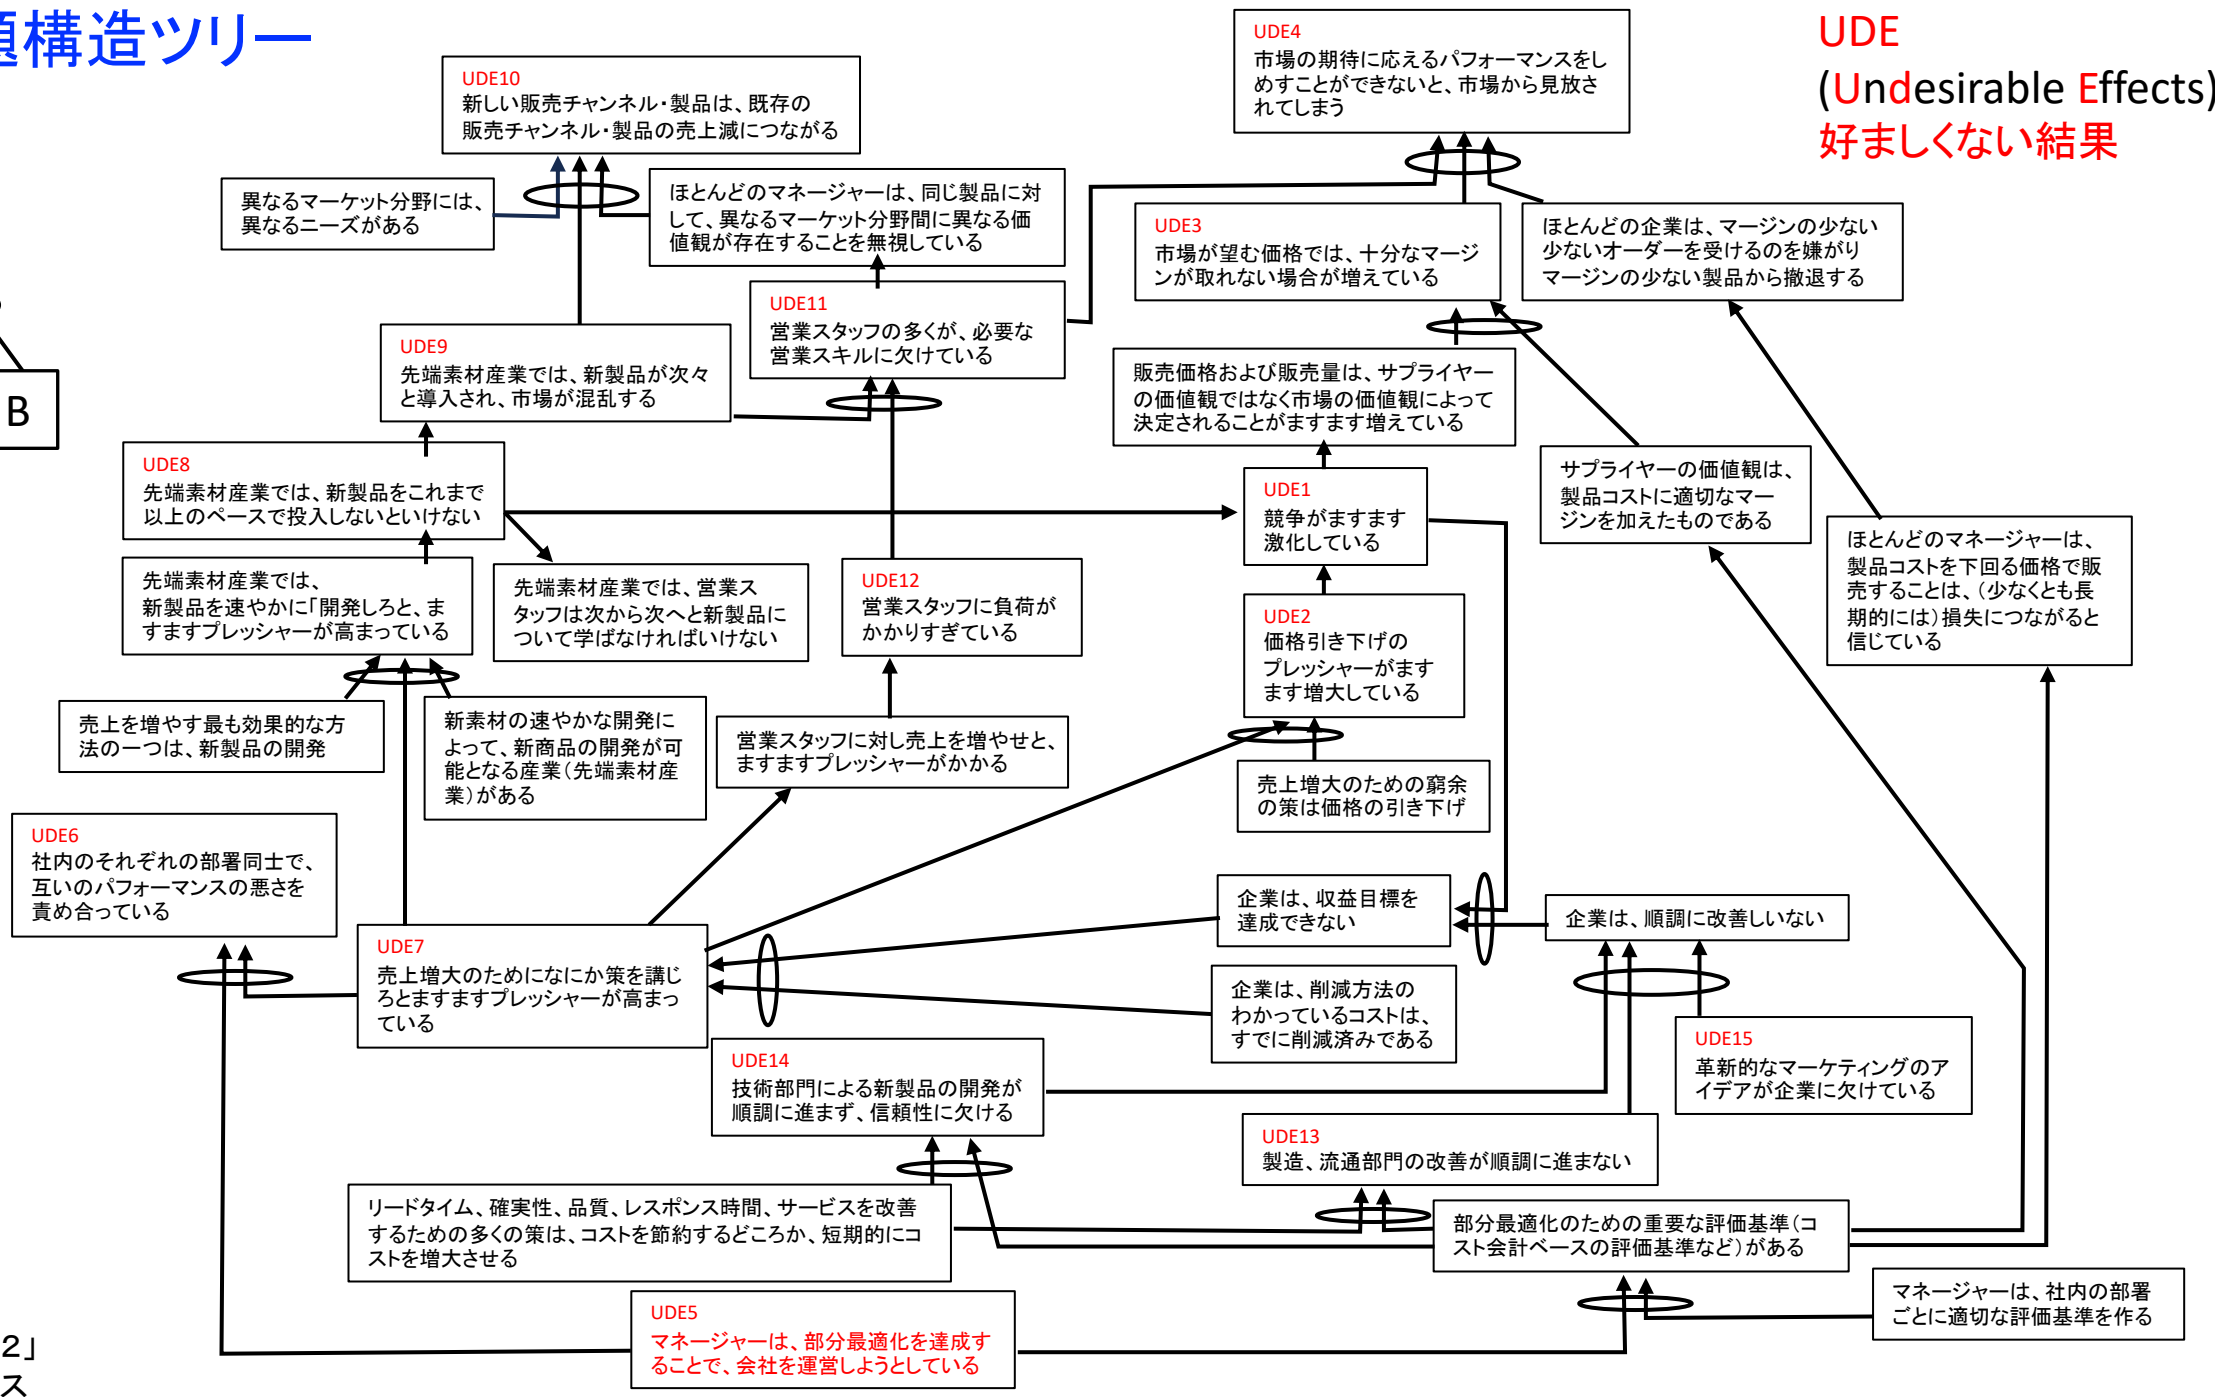 題構造ツリー
UDE
(Undesirable Effects)
好ましくない結果
UDE4
市場の期待に応えるパフォーマンスをし
めすことができないと、市場から見放さ
れてしまう
UDE10
新しい販売チャンネル・製品は、既存の
販売チャンネル・製品の売上減につながる
異なるマーケット分野には、
異なるニーズがある
ほとんどのマネージャーは、同じ製品に対
して、異なるマーケット分野間に異なる価
値観が存在することを無視している
UDE3
市場が望む価格では、十分なマージ
ンが取れない場合が増えている
ほとんどの企業は、マージンの少ない
少ないオーダーを受けるのを嫌がり
マージンの少ない製品から撤退する
UDE11
営業スタッフの多くが、必要な
営業スキルに欠けている
UDE9
先端素材産業では、新製品が次々
と導入され、市場が混乱する
B
販売価格および販売量は、サプライヤー
の価値観ではなく市場の価値観によって
決定されることがますます増えている
UDE8
先端素材産業では、新製品をこれまで
以上のペースで投入しないといけない
UDE1
競争がますます
激化している
サプライヤーの価値観は、
製品コストに適切なマー
ジンを加えたものである
ほとんどのマネージャーは、
製品コストを下回る価格で販
売することは、（少なくとも長
期的には）損失につながると
信じている
先端素材産業では、
新製品を速やかに「開発しろと、ま
すますプレッシャーが高まっている
先端素材産業では、営業ス
タッフは次から次へと新製品に
ついて学ばなければいけない
UDE12
営業スタッフに負荷が
かかりすぎている
UDE2
価格引き下げの
プレッシャーがます
ます増大している
売上を増やす最も効果的な方
法の一つは、新製品の開発
新素材の速やかな開発に
よって、新商品の開発が可
能となる産業（先端素材産
業）がある
営業スタッフに対し売上を増やせと、
ますますプレッシャーがかかる
売上増大のための窮余
の策は価格の引き下げ
UDE6
社内のそれぞれの部署同士で、
互いのパフォーマンスの悪さを
責め合っている
企業は、収益目標を
達成できない
企業は、順調に改善しいない
UDE7
売上増大のためになにか策を講じ
ろとますますプレッシャーが高まっ
ている
企業は、削減方法の
わかっているコストは、
すでに削減済みである
UDE15
革新的なマーケティングのア
イデアが企業に欠けている
UDE14
技術部門による新製品の開発が
順調に進まず、信頼性に欠ける
UDE13
製造、流通部門の改善が順調に進まない
リードタイム、確実性、品質、レスポンス時間、サービスを改善
するための多くの策は、コストを節約するどころか、短期的にコ
ストを増大させる
部分最適化のための重要な評価基準（コ
スト会計ベースの評価基準など）がある
マネージャーは、社内の部署
ごとに適切な評価基準を作る
UDE5
マネージャーは、部分最適化を達成す
ることで、会社を運営しようとしている
２」
ス